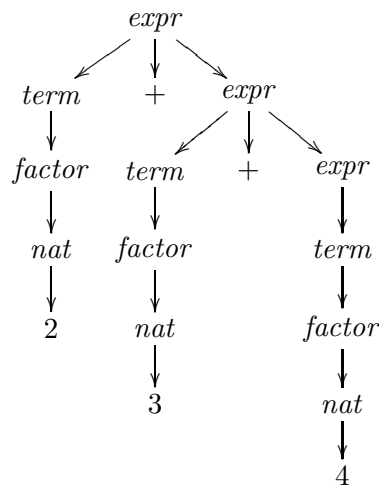 expr
term + expr
factor term + expr
nat factor term
2 nat factor
3 nat
4